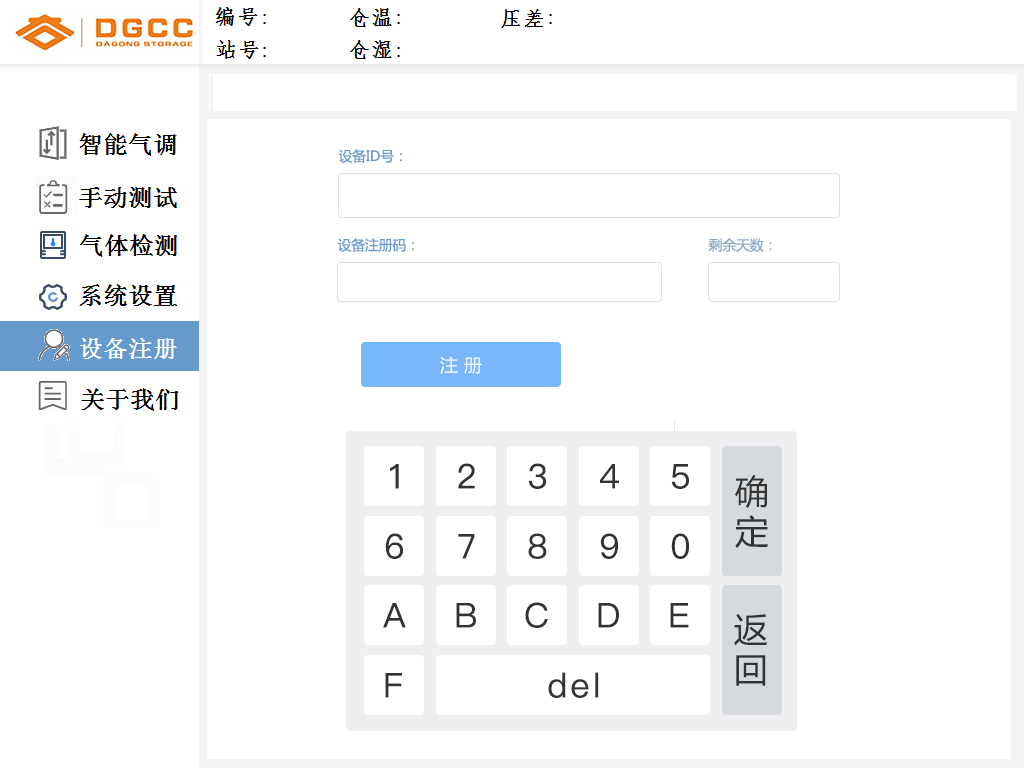 DGCC
DAGONG STORAGE
编号: 仓温: 压差:
站号: 仓湿:
智能气调
手动测试
气体检测
系统设置
设备注册
关于我们
设备ID号：
设备注册码： 剩余天数：
注 册
1 2 3 4 5
6 7 8 9 0
确定
A B C D E
F del
返回